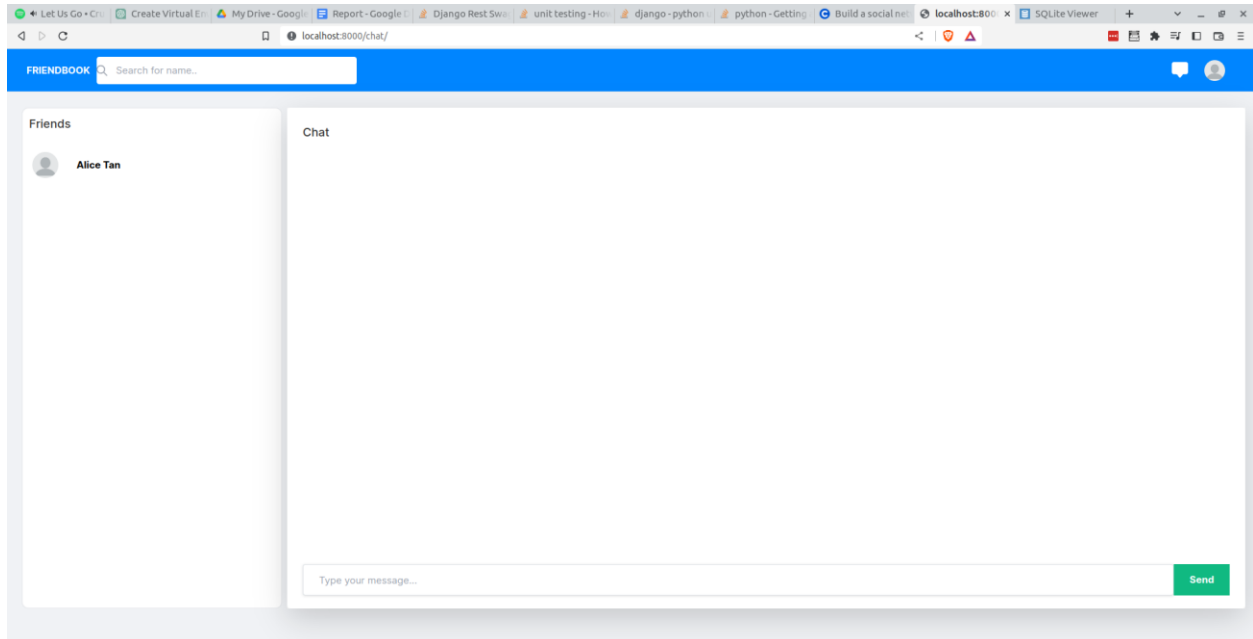 Let Us Go • Cru
Create Virtual En
My Drive - Google
Report - Google D
Django Rest Swa
unit testing - How
django - python u
python - Getting
Build a social net
localhost:800
SQLite Viewer
localhost:8000/chat/
FRIENDBOOK
Search for name..
Friends
Alice Tan
Chat
Type your message...
Send